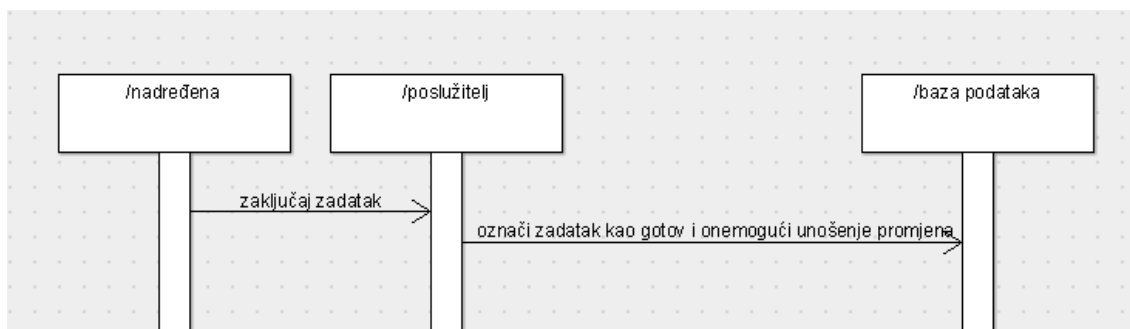 /nadređena
/poslužitelj
/baza podataka
zaključaj zadatak
označi zadatak kao gotov i onemogući unošenje promjena